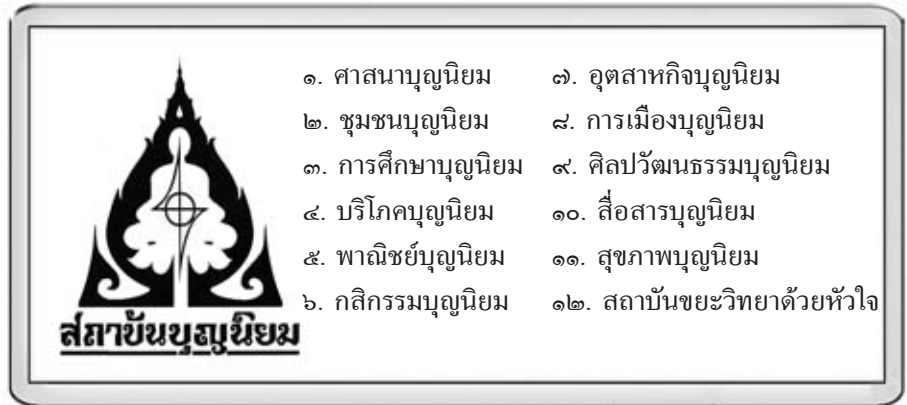 ๑. ศาสนาบุญนิยม
๒. ชุมชนบุญนิยม
๓. การศึกษาบุญนิยม
๔. บริโภคบุญนิยม
๕. พาณิชย์บุญนิยม
๖. กสิกรรมบุญนิยม
๗. อุตสาหกิจบุญนิยม
๘. การเมืองบุญนิยม
๙. ศิลปวัฒนธรรมบุญนิยม
๑๐. สื่อสารบุญนิยม
๑๑. สุขภาพบุญนิยม
๑๒. สถาบันขยะวิทยาด้วยหัวใจ
สถาบันบุญนิยม